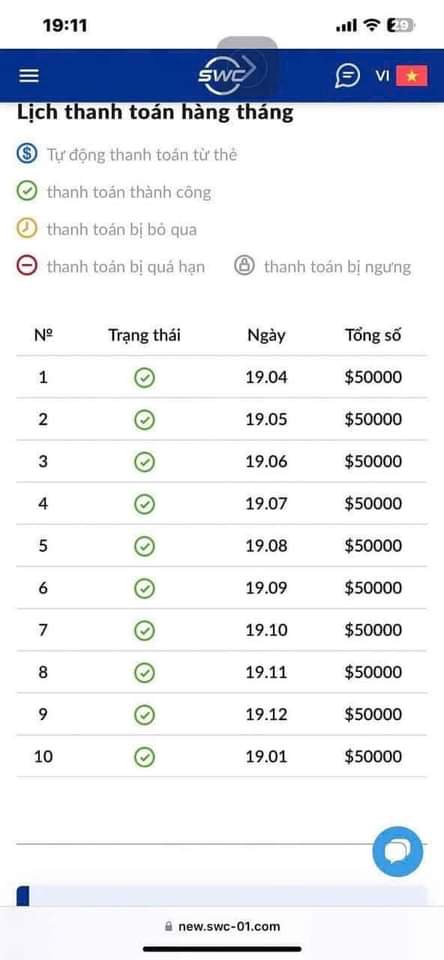 19:11
29
SWC
VI
Lịch thanh toán hàng tháng
Tự động thanh toán từ thẻ
thanh toán thành công
thanh toán bị bỏ qua
thanh toán bị quá hạn thanh toán bị ngưng
Nº Trạng thái Ngày Tổng số
1 19.04 $50000
2 19.05 $50000
3 19.06 $50000
4 19.07 $50000
5 19.08 $50000
6 19.09 $50000
7 19.10 $50000
8 19.11 $50000
9 19.12 $50000
10 19.01 $50000
new.swc-01.com